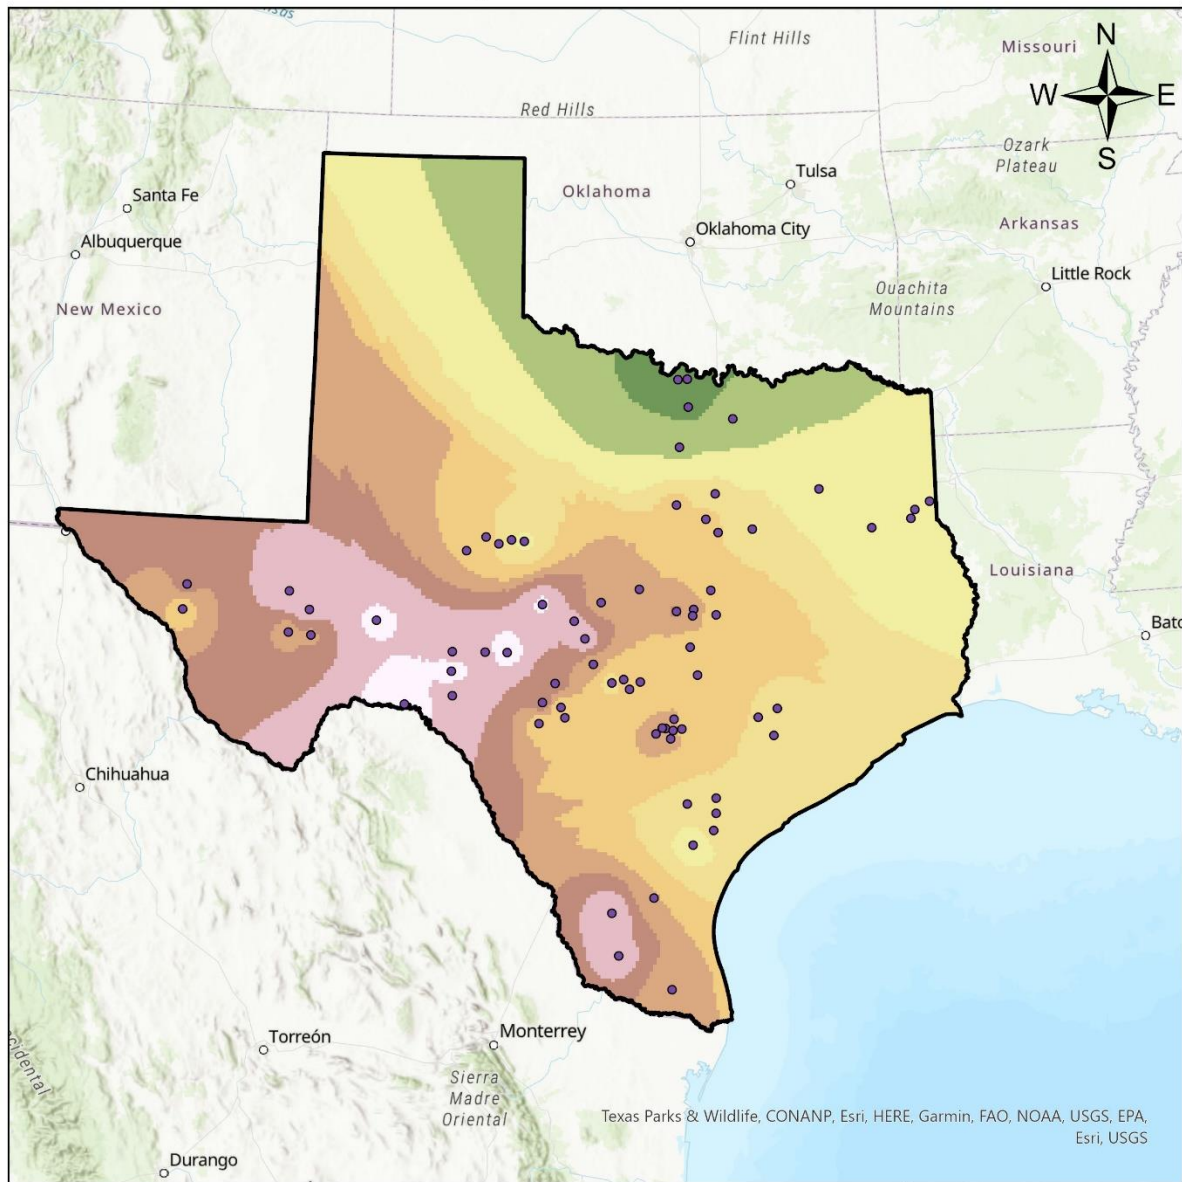 Flint Hills
Missouri
N
W
E
S
Red Hills
Ozark
Plateau
Tulsa
Santa Fe
Oklahoma
Oklahoma City
Arkansas
Albuquerque
Little Rock
Ouachita
Mountains
New Mexico
Louisiana
Bato
Chihuahua
Torreón
Monterrey
Sierra
Madre
Oriental
cidental
Texas Parks & Wildlife, CONANP, Esri, HERE, Garmin, FAO, NOAA, USGS, EPA,
Esri, USGS
Durango